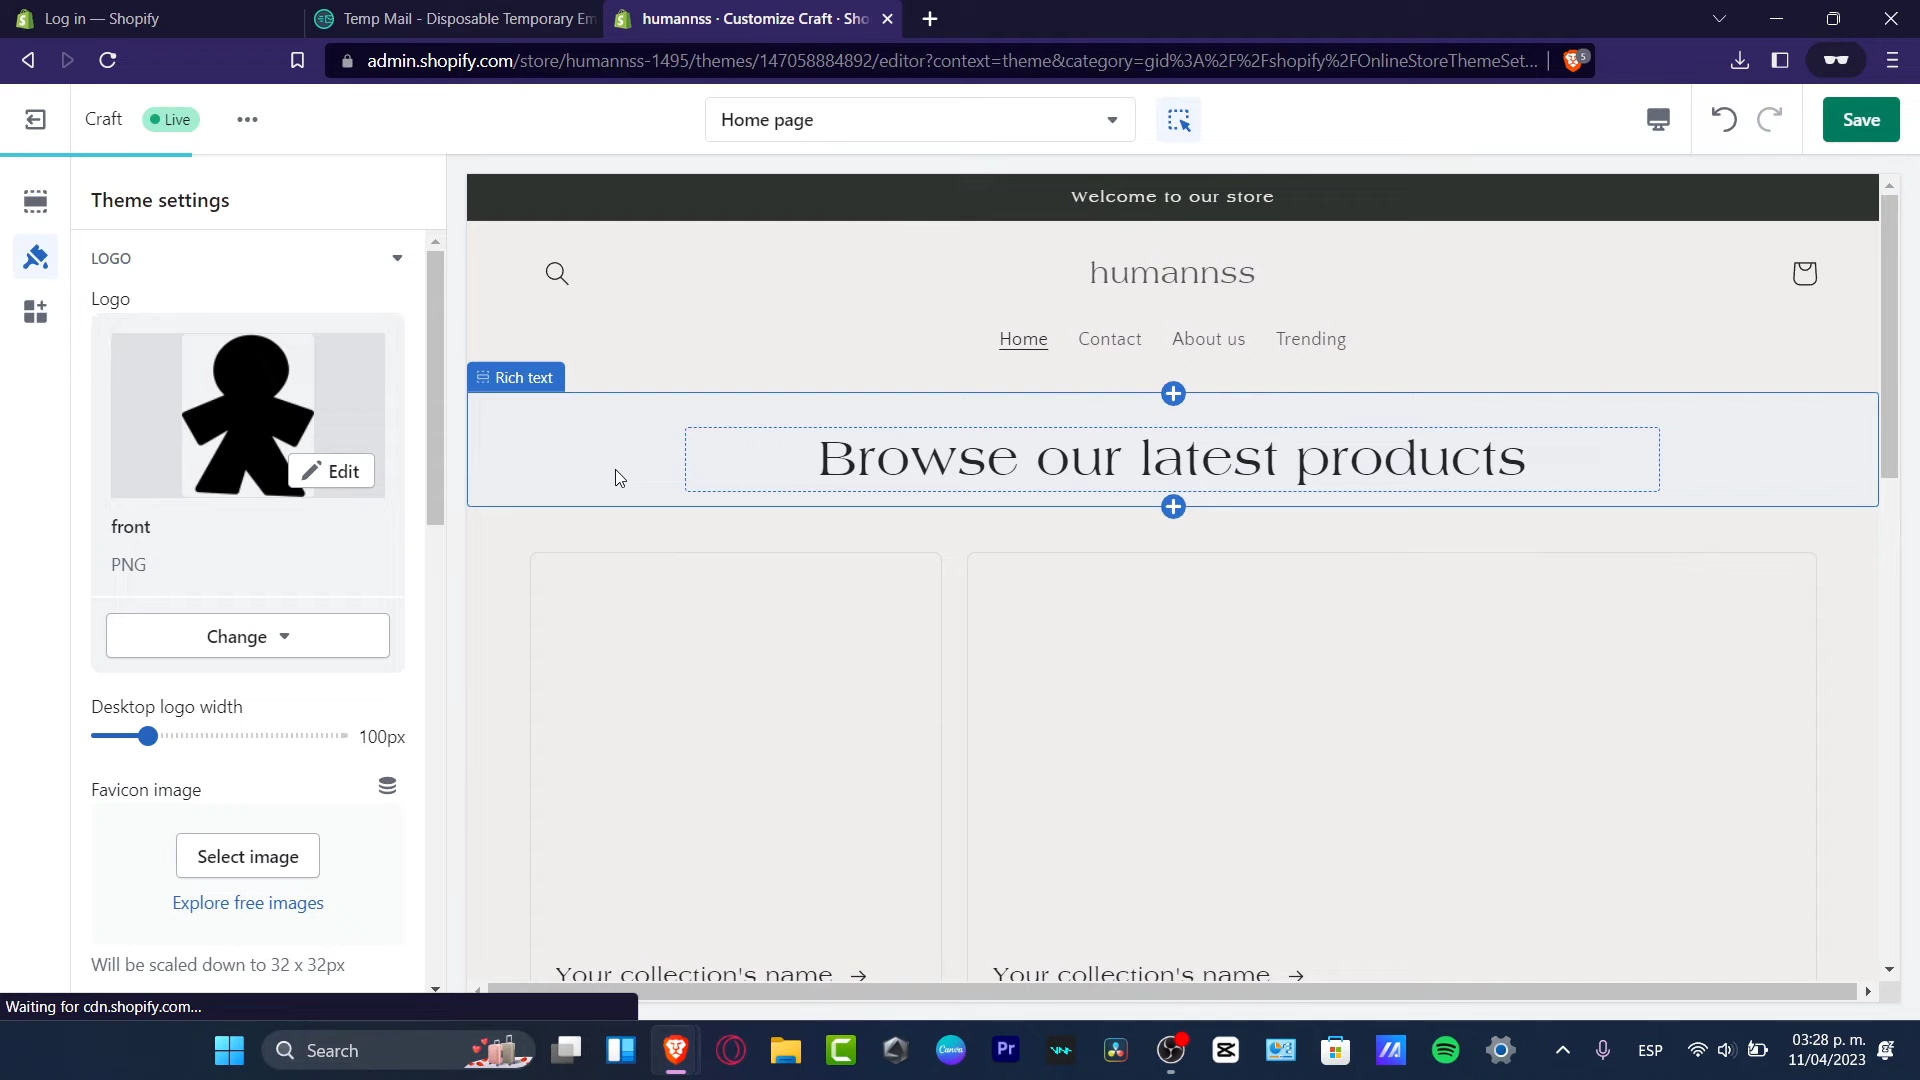 Log in — Shopify
Temp Mail - Disposable Temporary Em
humannss · Customize Craft · Sho
admin.shopify.com/store/humannss-1495/themes/147058884892/editor?context=theme&category=gid%3A%2F%2Fshopify%2FOnlineStoreThemeSet...
5
Craft
Live
Home page
Save
Theme settings
LOGO
Logo
Edit
front
PNG
Change
Desktop logo width
100px
Favicon image
Select image
Explore free images
Will be scaled down to 32 x 32px
Welcome to our store
humannss
Home
Contact
About us
Trending
Rich text
Browse our latest products
Your collection's name →
Your collection's name →
Waiting for cdn.shopify.com...
Search
Canva
Pr
ESP
03:28 p. m.
11/04/2023